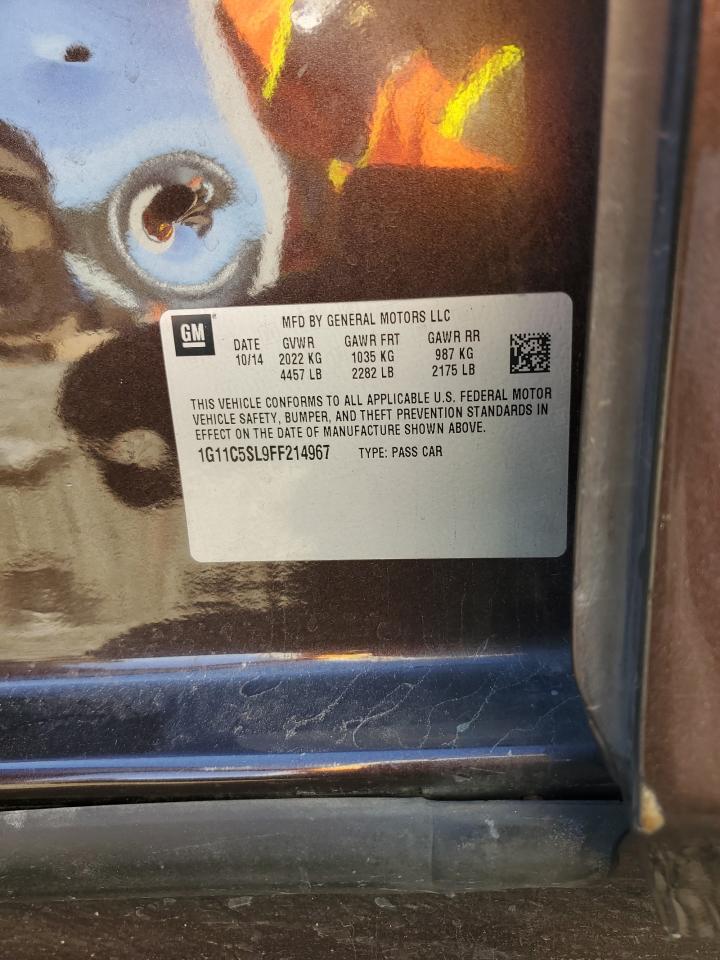 GM
MFD BY GENERAL MOTORS LLC
DATE GVWR GAWR FRT GAWR RR
10/14 2022 KG 1035 KG 987 KG
4457 LB 2282 LB 2175 LB
THIS VEHICLE CONFORMS TO ALL APPLICABLE U.S. FEDERAL MOTOR
VEHICLE SAFETY, BUMPER, AND THEFT PREVENTION STANDARDS IN
EFFECT ON THE DATE OF MANUFACTURE SHOWN ABOVE.
1G11C5SL9FF214967 TYPE: PASS CAR